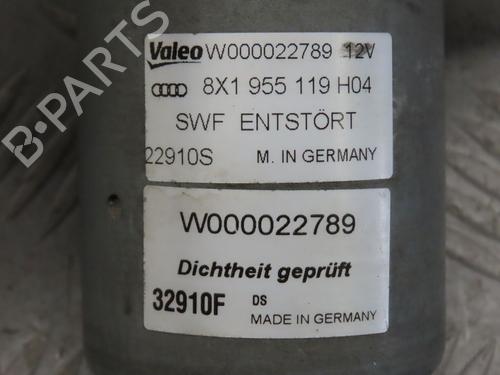 Valeo W000022789 12V
8X1 955 119 H04
SWF ENTSTÖRT
22910S M. IN GERMANY
W000022789
Dichtheit geprüft
32910F DS
MADE IN GERMANY
B-PARTS